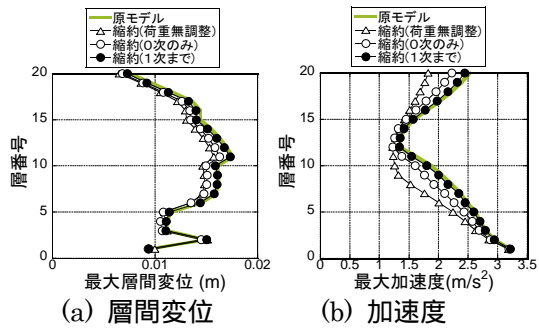 原モデル
縮約(荷重無調整)
縮約(0次のみ)
縮約(1次まで)
20
15
10
5
0
層番号
0
0.01
0.02
最大層間変位 (m)
(a) 層間変位
原モデル
縮約(荷重無調整)
縮約(0次のみ)
縮約(1次まで)
20
15
10
5
0
層番号
0
0.5
1
1.5
2
2.5
3
3.5
最大加速度(m/s²)
(b) 加速度